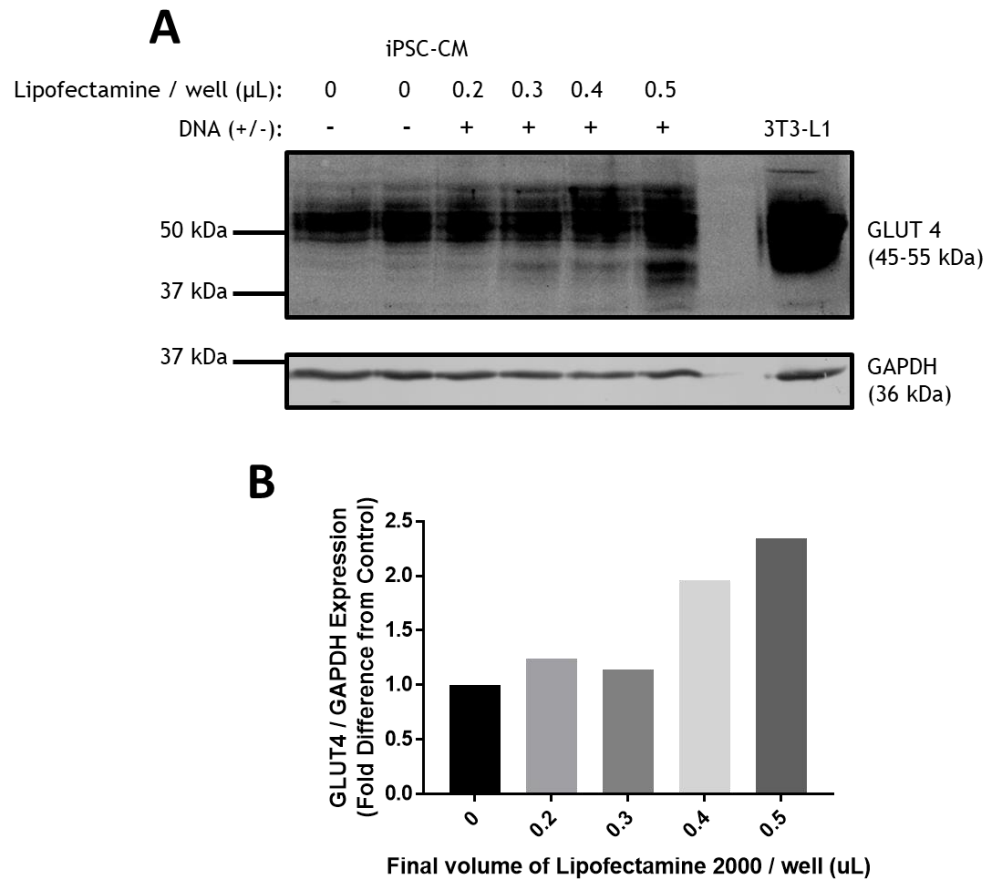 A
iPSC-CM
Lipofectamine / well (µL): 0 0 0.2 0.3 0.4 0.5
DNA (+/-): - - + + + + 3T3-L1
50 kDa
37 kDa
GLUT 4
(45-55 kDa)
37 kDa
GAPDH
(36 kDa)
B
GLUT4 / GAPDH Expression
(Fold Difference from Control)
2.5
2.0
1.5
1.0
0.5
0.0
0 0.2 0.3 0.4 0.5
Final volume of Lipofectamine 2000 / well (uL)